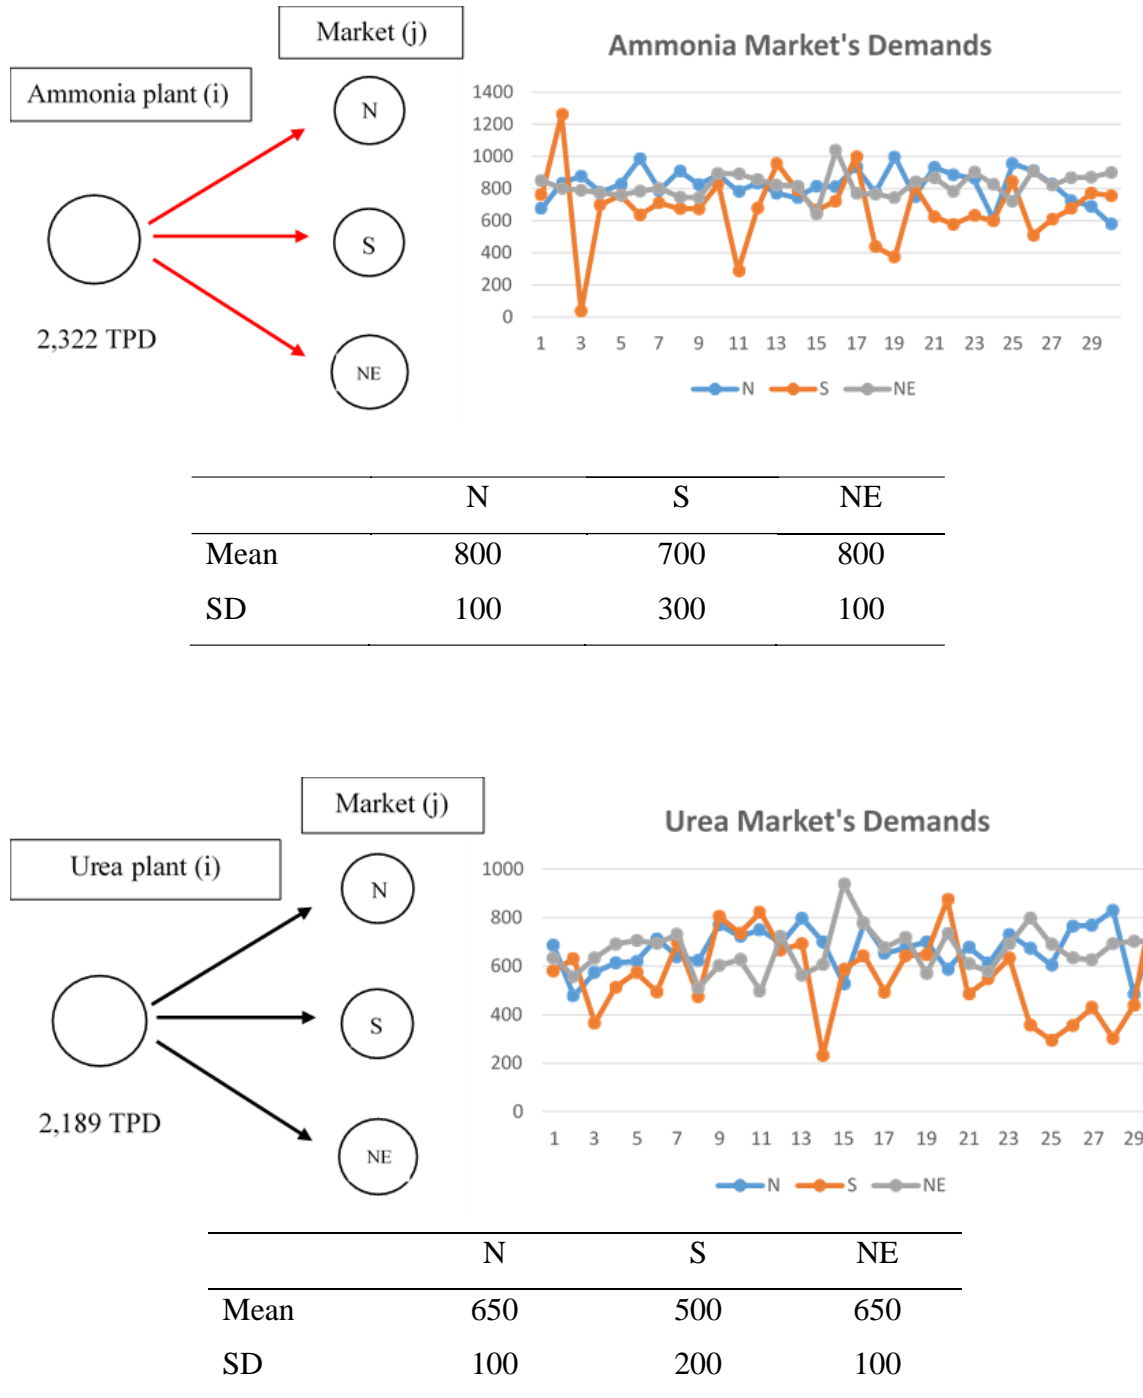 Market (j)
Ammonia plant (i)
N
S
NE
2,322 TPD
Ammonia Market's Demands
1400
1200
1000
800
600
400
200
0
1 3 5 7 9 11 13 15 17 19 21 23 25 27 29
N S NE
N S NE
Mean 800 700 800
SD 100 300 100
Market (j)
Urea plant (i)
N
S
NE
2,189 TPD
Urea Market's Demands
1000
800
600
400
200
0
1 3 5 7 9 11 13 15 17 19 21 23 25 27 29
N S NE
N S NE
Mean 650 500 650
SD 100 200 100